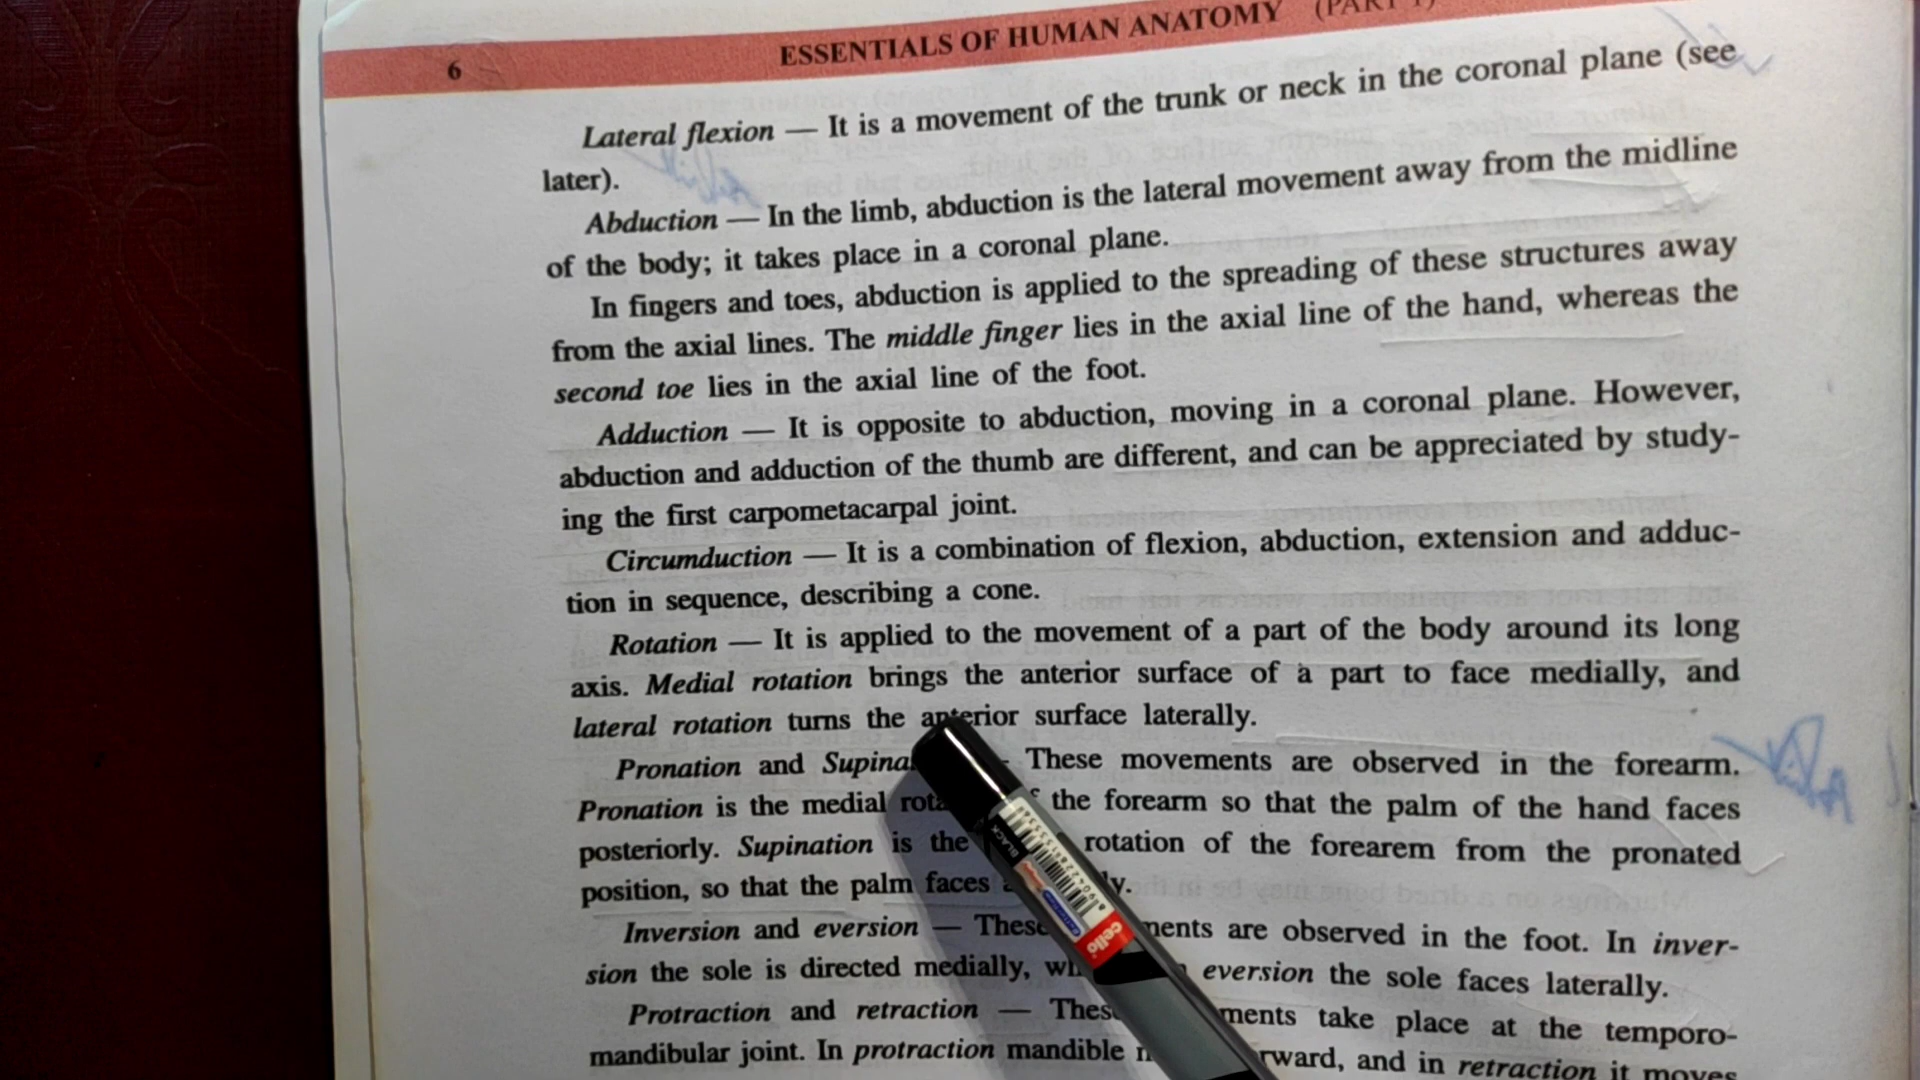 6 ESSENTIALS OF HUMAN ANATOMY (PART 1)
Lateral flexion — It is a movement of the trunk or neck in the coronal plane (see
later).
Abduction — In the limb, abduction is the lateral movement away from the midline
of the body; it takes place in a coronal plane.
In fingers and toes, abduction is applied to the spreading of these structures away
from the axial lines. The middle finger lies in the axial line of the hand, whereas the
second toe lies in the axial line of the foot.
Adduction — It is opposite to abduction, moving in a coronal plane. However,
abduction and adduction of the thumb are different, and can be appreciated by study-
ing the first carpometacarpal joint.
Circumduction — It is a combination of flexion, abduction, extension and adduc-
tion in sequence, describing a cone.
Rotation — It is applied to the movement of a part of the body around its long
axis. Medial rotation brings the anterior surface of a part to face medially, and
lateral rotation turns the anterior surface laterally.
Pronation and Supina These movements are observed in the forearm.
Pronation is the medial rota the forearm so that the palm of the hand faces
posteriorly. Supination is the rotation of the forearem from the pronated
position, so that the palm faces ly.
Inversion and eversion — These ments are observed in the foot. In inver-
sion the sole is directed medially, wh eversion the sole faces laterally.
Protraction and retraction — These ments take place at the temporo-
mandibular joint. In protraction mandible rward, and in retraction it moves
BLACK
cello